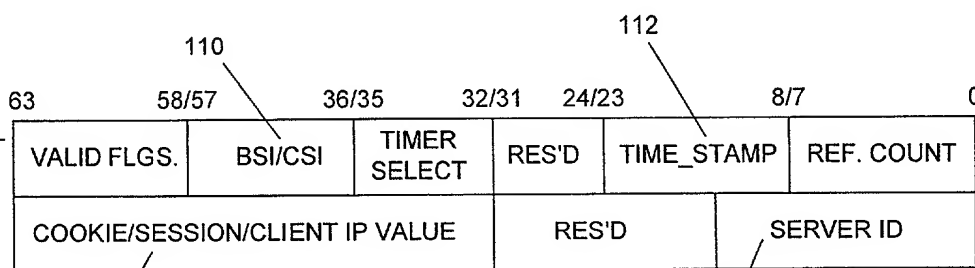 110
112
63 58/57 36/35 32/31 24/23 8/7 0
VALID FLGS. BSI/CSI TIMER SELECT RES'D TIME_STAMP REF. COUNT
COOKIE/SESSION/CLIENT IP VALUE RES'D SERVER ID